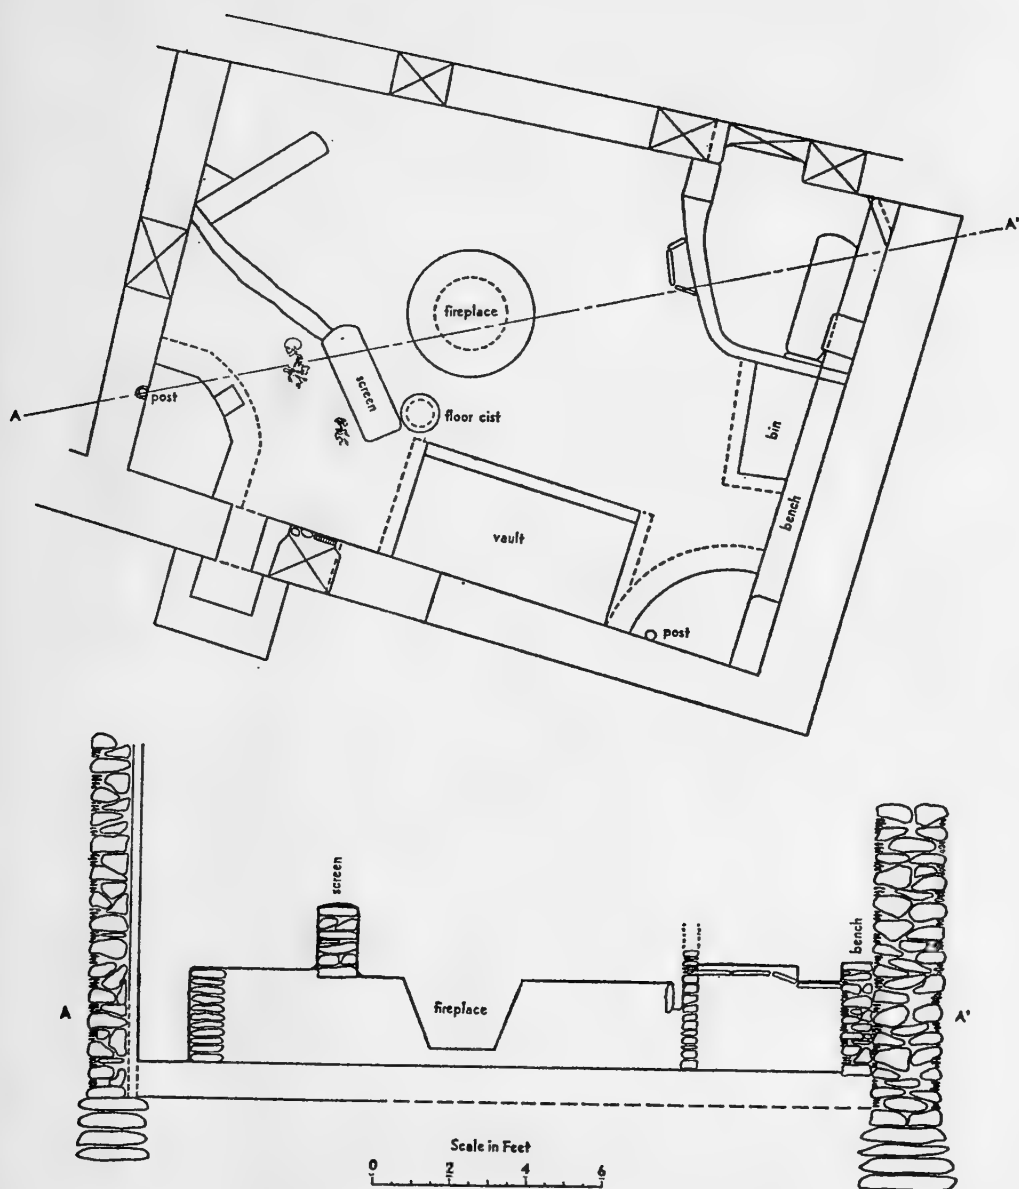 A'
fireplace
A
post
screen
floor cist
bin
bench
vault
post
screen
bench
A
fireplace
A'
Scale in Feet
0 2 4 6